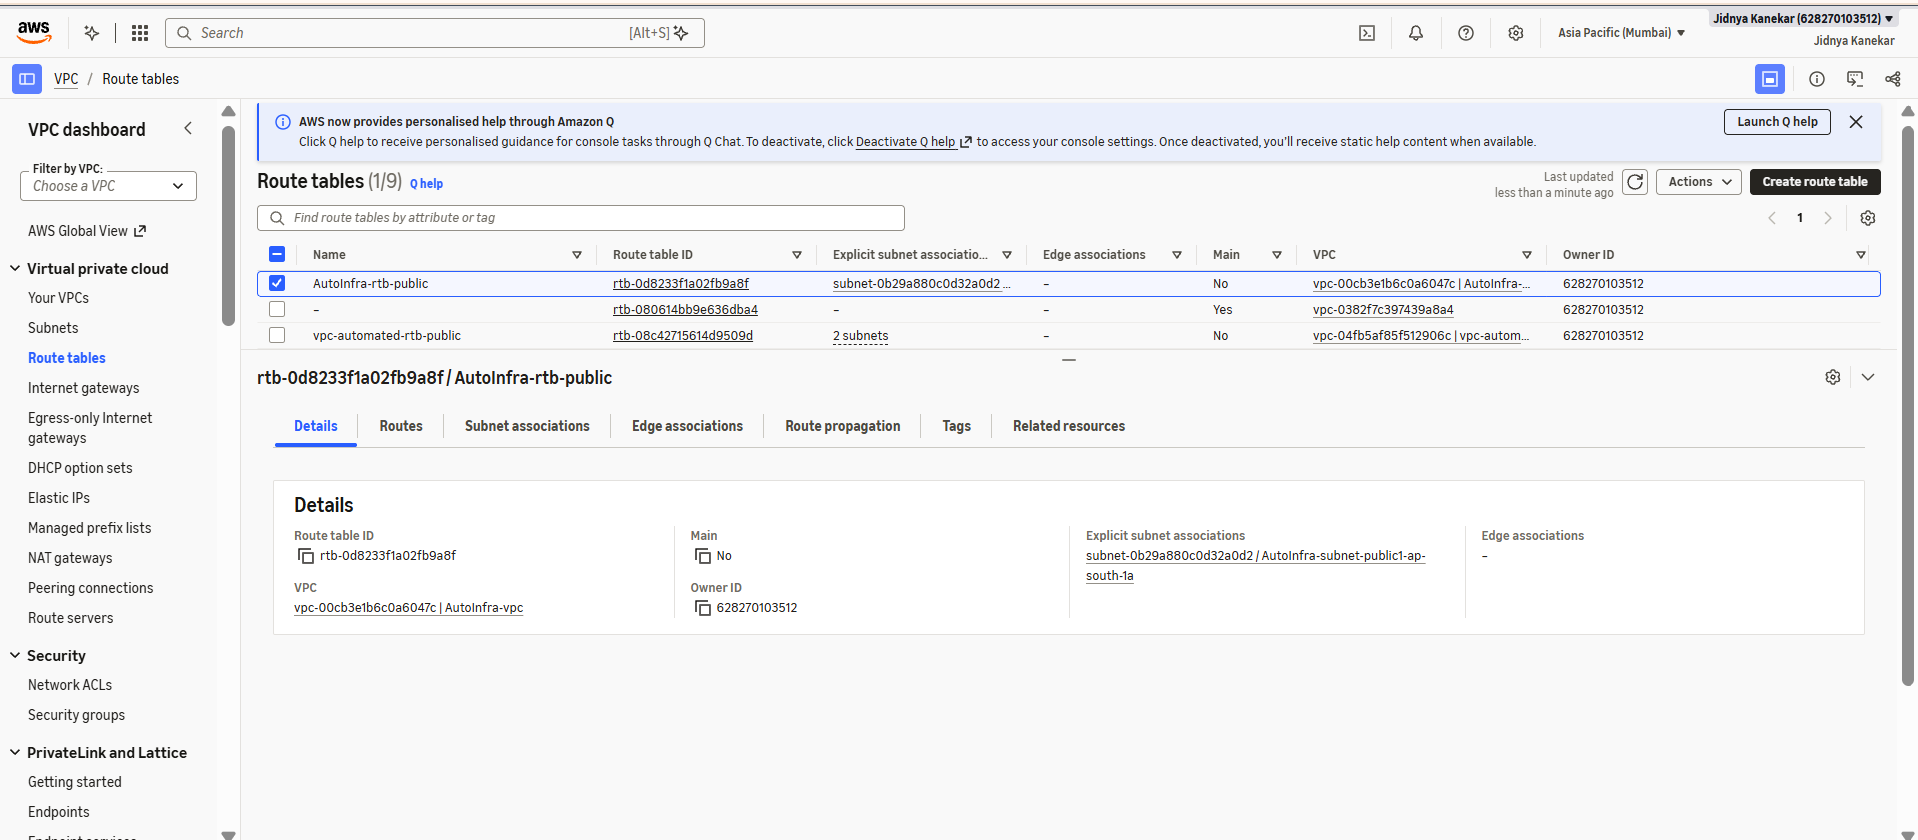 aws
Search
[Alt+S]
Asia Pacific (Mumbai)
Jidnya Kanekar (628270103512)
Jidnya Kanekar
VPC / Route tables
VPC dashboard
Filter by VPC:
Choose a VPC
AWS Global View
Virtual private cloud
Your VPCs
Subnets
Route tables
Internet gateways
Egress-only Internet
gateways
DHCP option sets
Elastic IPs
Managed prefix lists
NAT gateways
Peering connections
Route servers
Security
Network ACLs
Security groups
PrivateLink and Lattice
Getting started
Endpoints
Endpoint services
AWS now provides personalised help through Amazon Q
Click Q help to receive personalised guidance for console tasks through Q Chat. To deactivate, click Deactivate Q help to access your console settings. Once deactivated, you'll receive static help content when available.
Launch Q help
Route tables (1/9) Q help
Last updated
less than a minute ago
Actions
Create route table
Find route tables by attribute or tag
1
Name Route table ID Explicit subnet associatio... Edge associations Main VPC Owner ID
AutoInfra-rtb-public rtb-0d8233f1a02fb9a8f subnet-0b29a880c0d32a0d2... – No vpc-00cb3e1b6c0a6047c | AutoInfra-... 628270103512
– rtb-080614bb9e636dba4 – – Yes vpc-0382f7c397439a8a4 628270103512
vpc-automated-rtb-public rtb-08c42715614d9509d 2 subnets – No vpc-04fb5af85f512906c | vpc-autom... 628270103512
rtb-0d8233f1a02fb9a8f / AutoInfra-rtb-public
Details Routes Subnet associations Edge associations Route propagation Tags Related resources
Details
Route table ID
rtb-0d8233f1a02fb9a8f
VPC
vpc-00cb3e1b6c0a6047c | AutoInfra-vpc
Main
No
Owner ID
628270103512
Explicit subnet associations
subnet-0b29a880c0d32a0d2 / AutoInfra-subnet-public1-ap-
south-1a
Edge associations
–